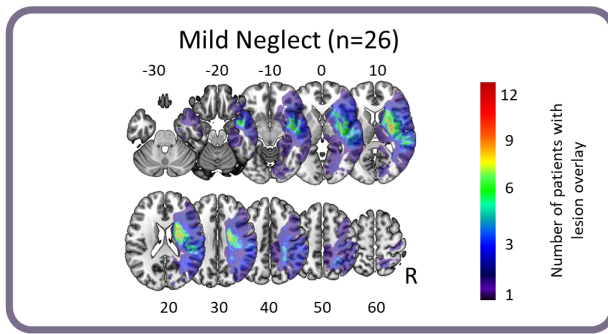 Mild Neglect (n=26)
-30 -20 -10 0 10
12
9
6
3
1
Number of patients with
lesion overlay
R
20 30 40 50 60